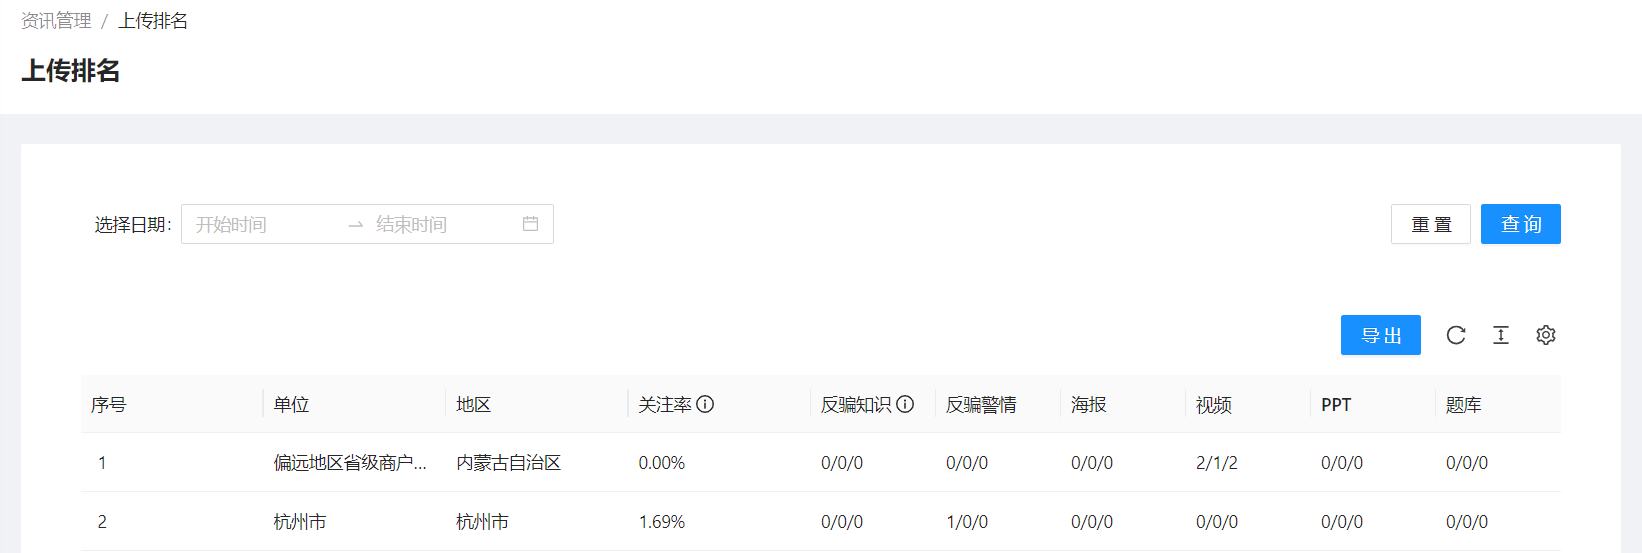 资讯管理 / 上传排名
上传排名
选择日期: 开始时间 → 结束时间 重置 查询
导出
序号 单位 地区 关注率 反骗知识 反骗警情 海报 视频 PPT 题库
1 偏远地区省级商户... 内蒙古自治区 0.00% 0/0/0 0/0/0 0/0/0 2/1/2 0/0/0 0/0/0
2 杭州市 杭州市 1.69% 0/0/0 1/0/0 0/0/0 0/0/0 0/0/0 0/0/0